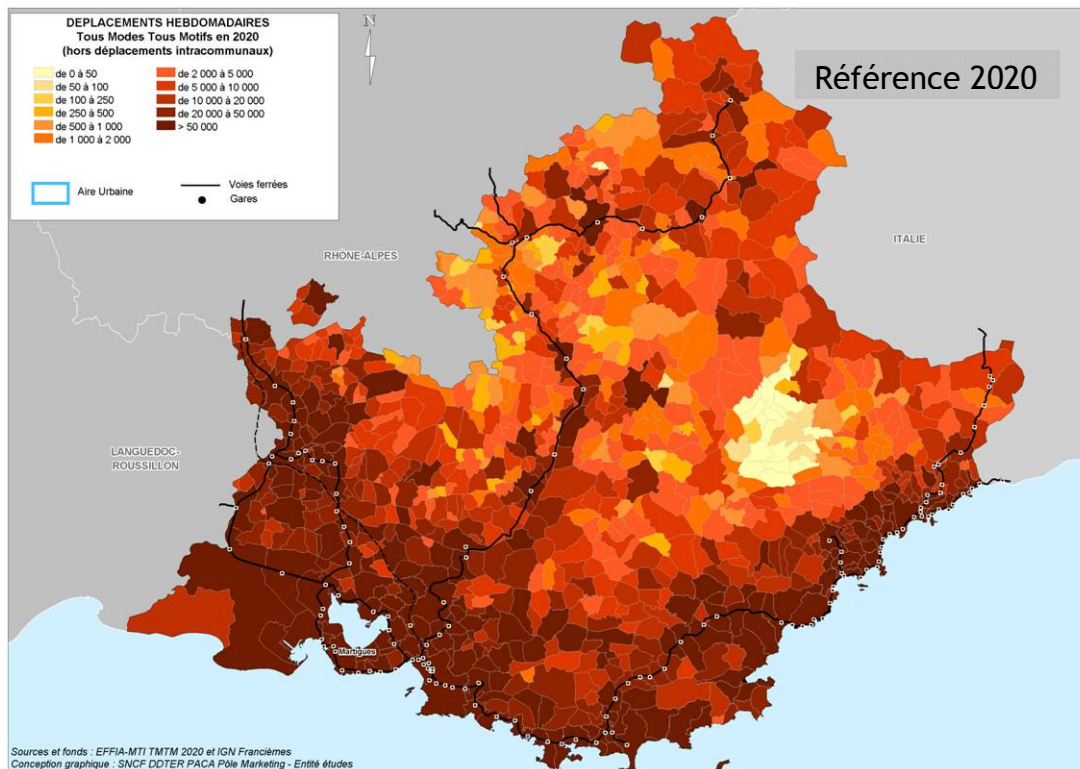 DEPLACEMENTS HEBDOMADAIRES
Tous Modes Tous Motifs en 2020
(hors déplacements intracommunaux)
de 0 à 50
de 50 à 100
de 100 à 250
de 250 à 500
de 500 à 1 000
de 1 000 à 2 000
de 2 000 à 5 000
de 5 000 à 10 000
de 10 000 à 20 000
de 20 000 à 50 000
> 50 000
Aire Urbaine
Voies ferrées
Gares
N
Référence 2020
RHÔNE-ALPES
ITALIE
LANGUEDOC-
ROUSSILLON
Martigues
Sources et fonds : EFFIA-MTI TMTM 2020 et IGN Francièmes
Conception graphique : SNCF DDTER PACA Pôle Marketing - Entité études